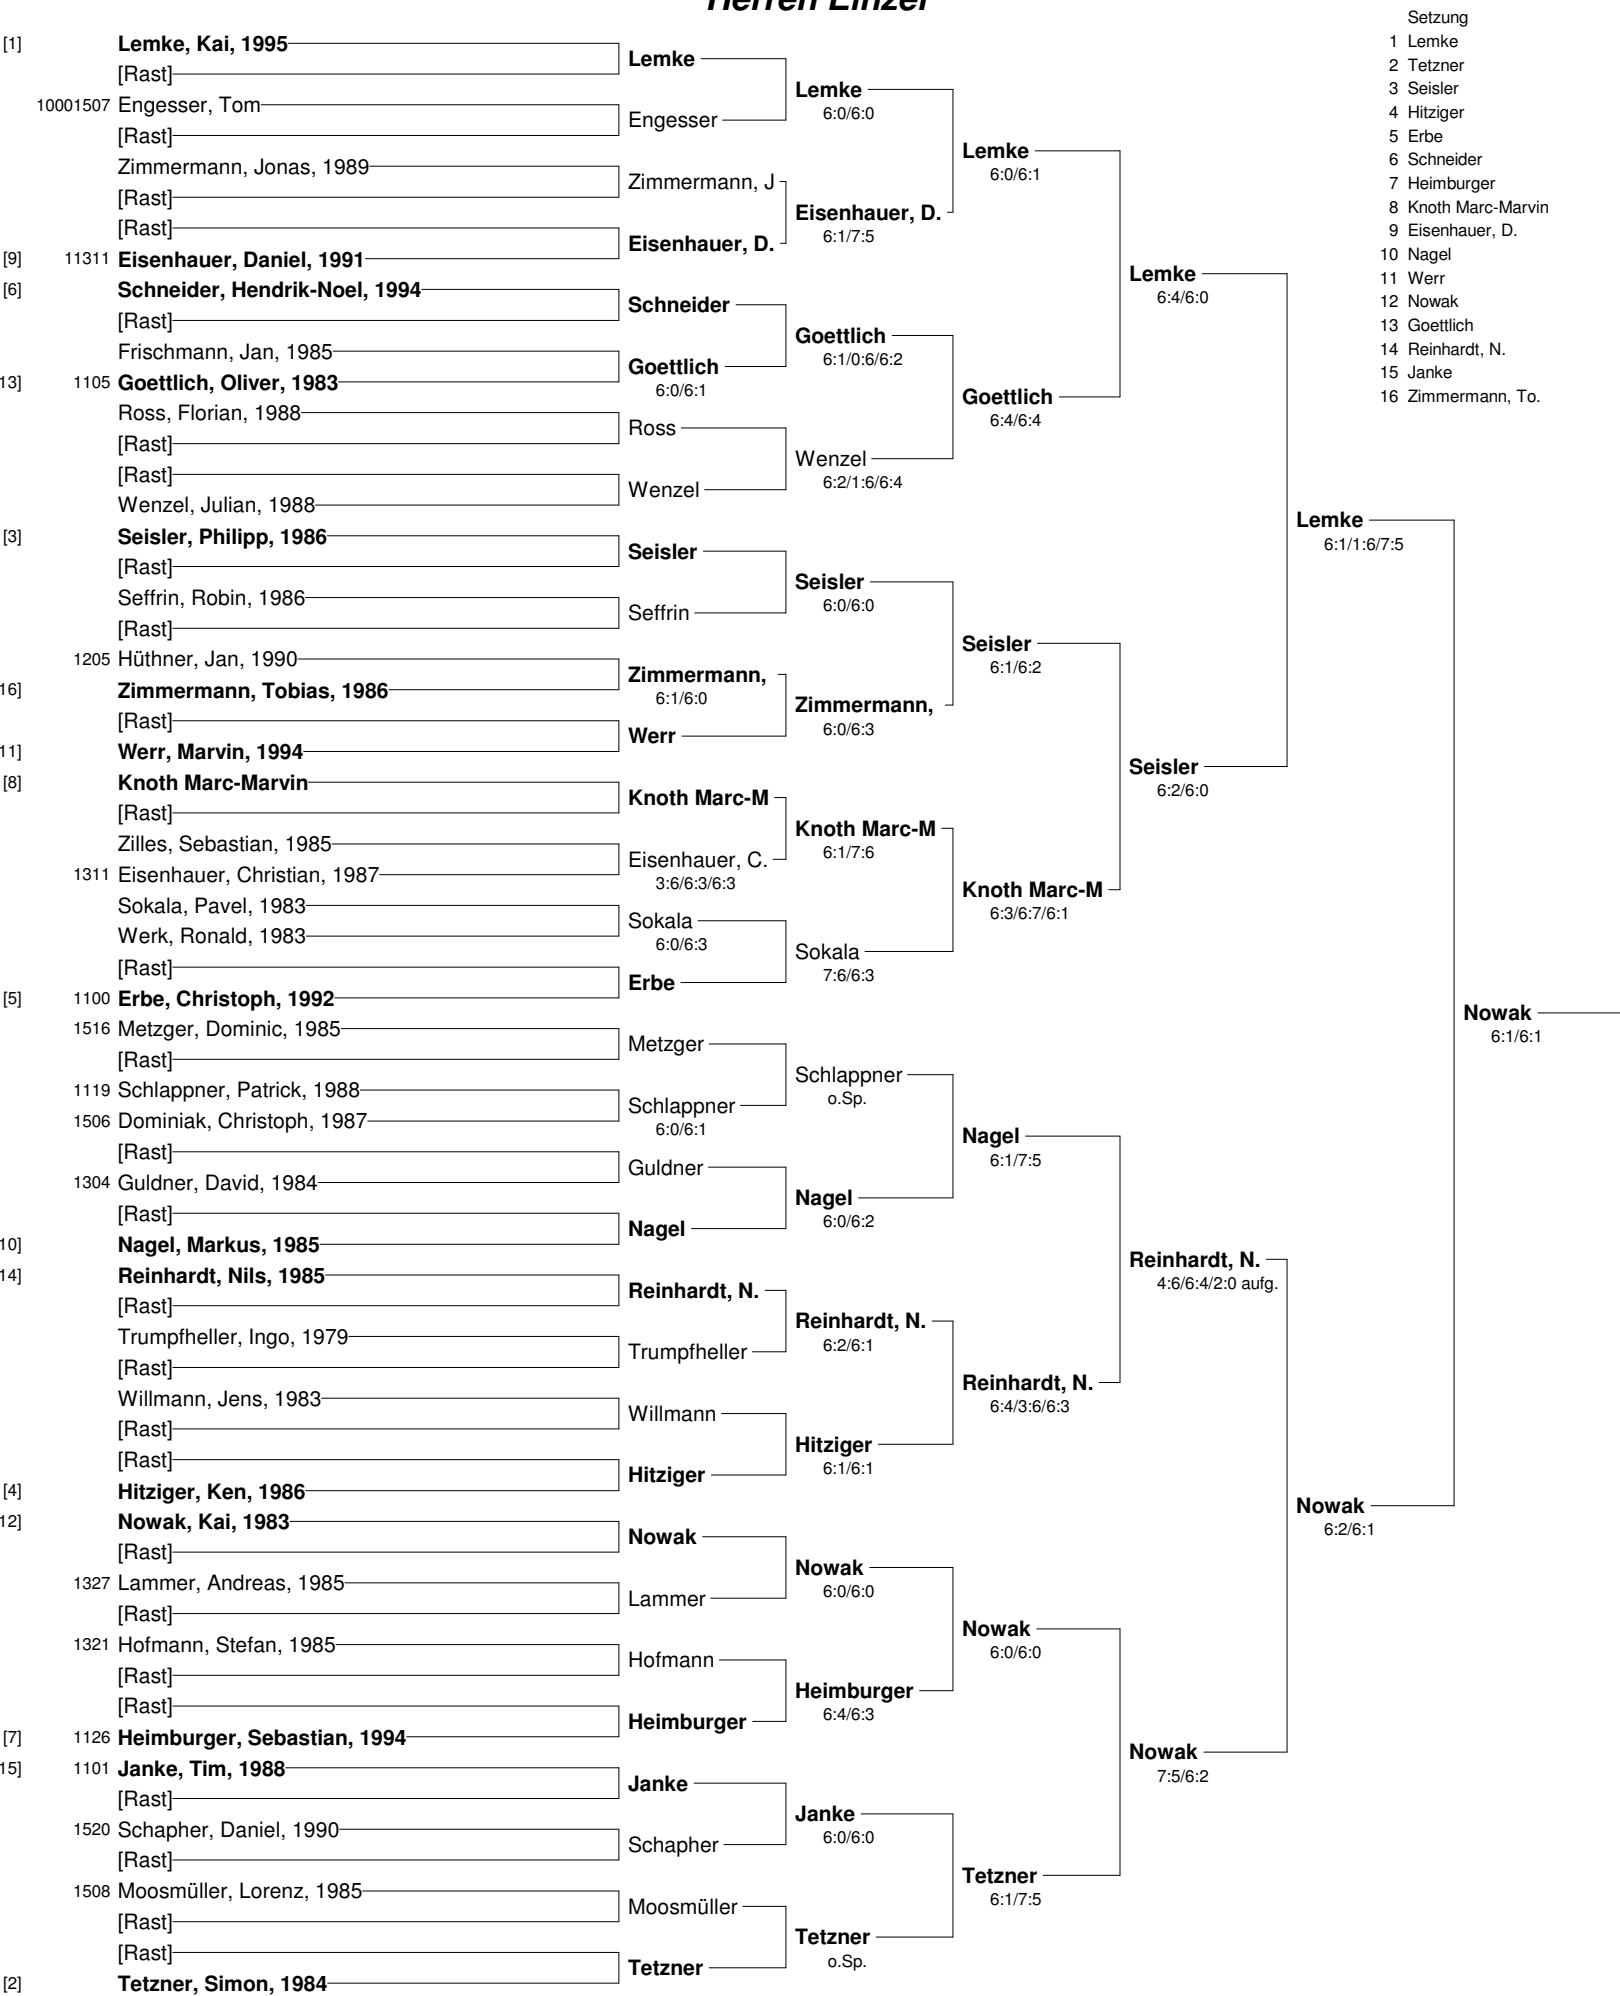 Herren Einzel
Setzung
1 Lemke
2 Tetzner
3 Seisler
4 Hitziger
5 Erbe
6 Schneider
7 Heimburger
8 Knoth Marc-Marvin
9 Eisenhauer, D.
10 Nagel
11 Werr
12 Nowak
13 Goettlich
14 Reinhardt, N.
15 Janke
16 Zimmermann, To.
[1] Lemke, Kai, 1995
[Rast]
10001507 Engesser, Tom
[Rast]
Zimmermann, Jonas, 1989
[Rast]
[Rast]
[9] 11311 Eisenhauer, Daniel, 1991
[6] Schneider, Hendrik-Noel, 1994
[Rast]
Frischmann, Jan, 1985
13] 1105 Goettlich, Oliver, 1983
Ross, Florian, 1988
[Rast]
[Rast]
Wenzel, Julian, 1988
[3] Seisler, Philipp, 1986
[Rast]
Seffrin, Robin, 1986
[Rast]
1205 Hüthner, Jan, 1990
16] Zimmermann, Tobias, 1986
[Rast]
11] Werr, Marvin, 1994
[8] Knoth Marc-Marvin
[Rast]
Zilles, Sebastian, 1985
1311 Eisenhauer, Christian, 1987
Sokala, Pavel, 1983
Werk, Ronald, 1983
[Rast]
[5] 1100 Erbe, Christoph, 1992
1516 Metzger, Dominic, 1985
[Rast]
1119 Schlappner, Patrick, 1988
1506 Dominiak, Christoph, 1987
[Rast]
1304 Guldner, David, 1984
[Rast]
10] Nagel, Markus, 1985
14] Reinhardt, Nils, 1985
[Rast]
Trumpfheller, Ingo, 1979
[Rast]
Willmann, Jens, 1983
[Rast]
[Rast]
[4] Hitziger, Ken, 1986
12] Nowak, Kai, 1983
[Rast]
1327 Lammer, Andreas, 1985
[Rast]
1321 Hofmann, Stefan, 1985
[Rast]
[Rast]
[7] 1126 Heimburger, Sebastian, 1994
15] 1101 Janke, Tim, 1988
[Rast]
1520 Schapher, Daniel, 1990
[Rast]
1508 Moosmüller, Lorenz, 1985
[Rast]
[Rast]
[2] Tetzner, Simon, 1984
Lemke
Engesser
Zimmermann, J
Eisenhauer, D.
Schneider
Goettlich
6:0/6:1
Ross
Wenzel
Seisler
Seffrin
Zimmermann,
6:1/6:0
Werr
Knoth Marc-M
Eisenhauer, C.
3:6/6:3/6:3
Sokala
6:0/6:3
Erbe
Metzger
Schlappner
6:0/6:1
Guldner
Nagel
Reinhardt, N.
Trumpfheller
Willmann
Hitziger
Nowak
Lammer
Hofmann
Heimburger
Janke
Schapher
Moosmüller
Tetzner
Lemke
6:0/6:0
Eisenhauer, D.
6:1/7:5
Goettlich
6:1/0:6/6:2
Wenzel
6:2/1:6/6:4
Seisler
6:0/6:0
Zimmermann,
6:0/6:3
Knoth Marc-M
6:1/7:6
Sokala
7:6/6:3
Schlappner
o.Sp.
Nagel
6:0/6:2
Reinhardt, N.
6:2/6:1
Hitziger
6:1/6:1
Nowak
6:0/6:0
Heimburger
6:4/6:3
Janke
6:0/6:0
Tetzner
o.Sp.
Lemke
6:0/6:1
Goettlich
6:4/6:4
Seisler
6:1/6:2
Knoth Marc-M
6:3/6:7/6:1
Nagel
6:1/7:5
Reinhardt, N.
6:4/3:6/6:3
Nowak
6:0/6:0
Tetzner
6:1/7:5
Lemke
6:4/6:0
Seisler
6:2/6:0
Reinhardt, N.
4:6/6:4/2:0 aufg.
Nowak
7:5/6:2
Lemke
6:1/1:6/7:5
Nowak
6:2/6:1
Nowak
6:1/6:1